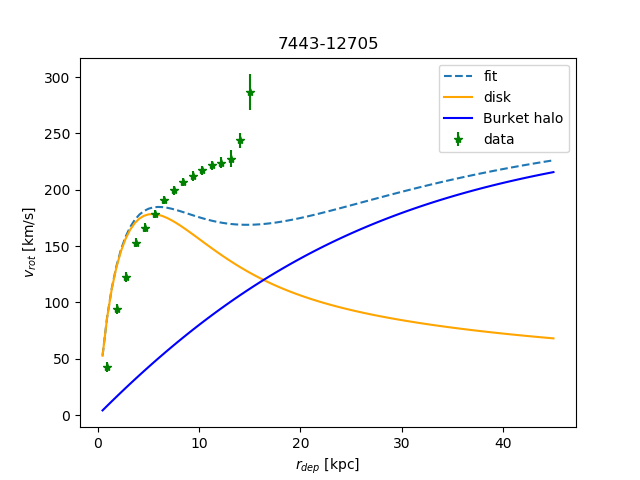 7443-12705
fit
disk
Burket halo
data
300
250
200
150
100
50
0
v_rot [km/s]
0 10 20 30 40
r_dep [kpc]